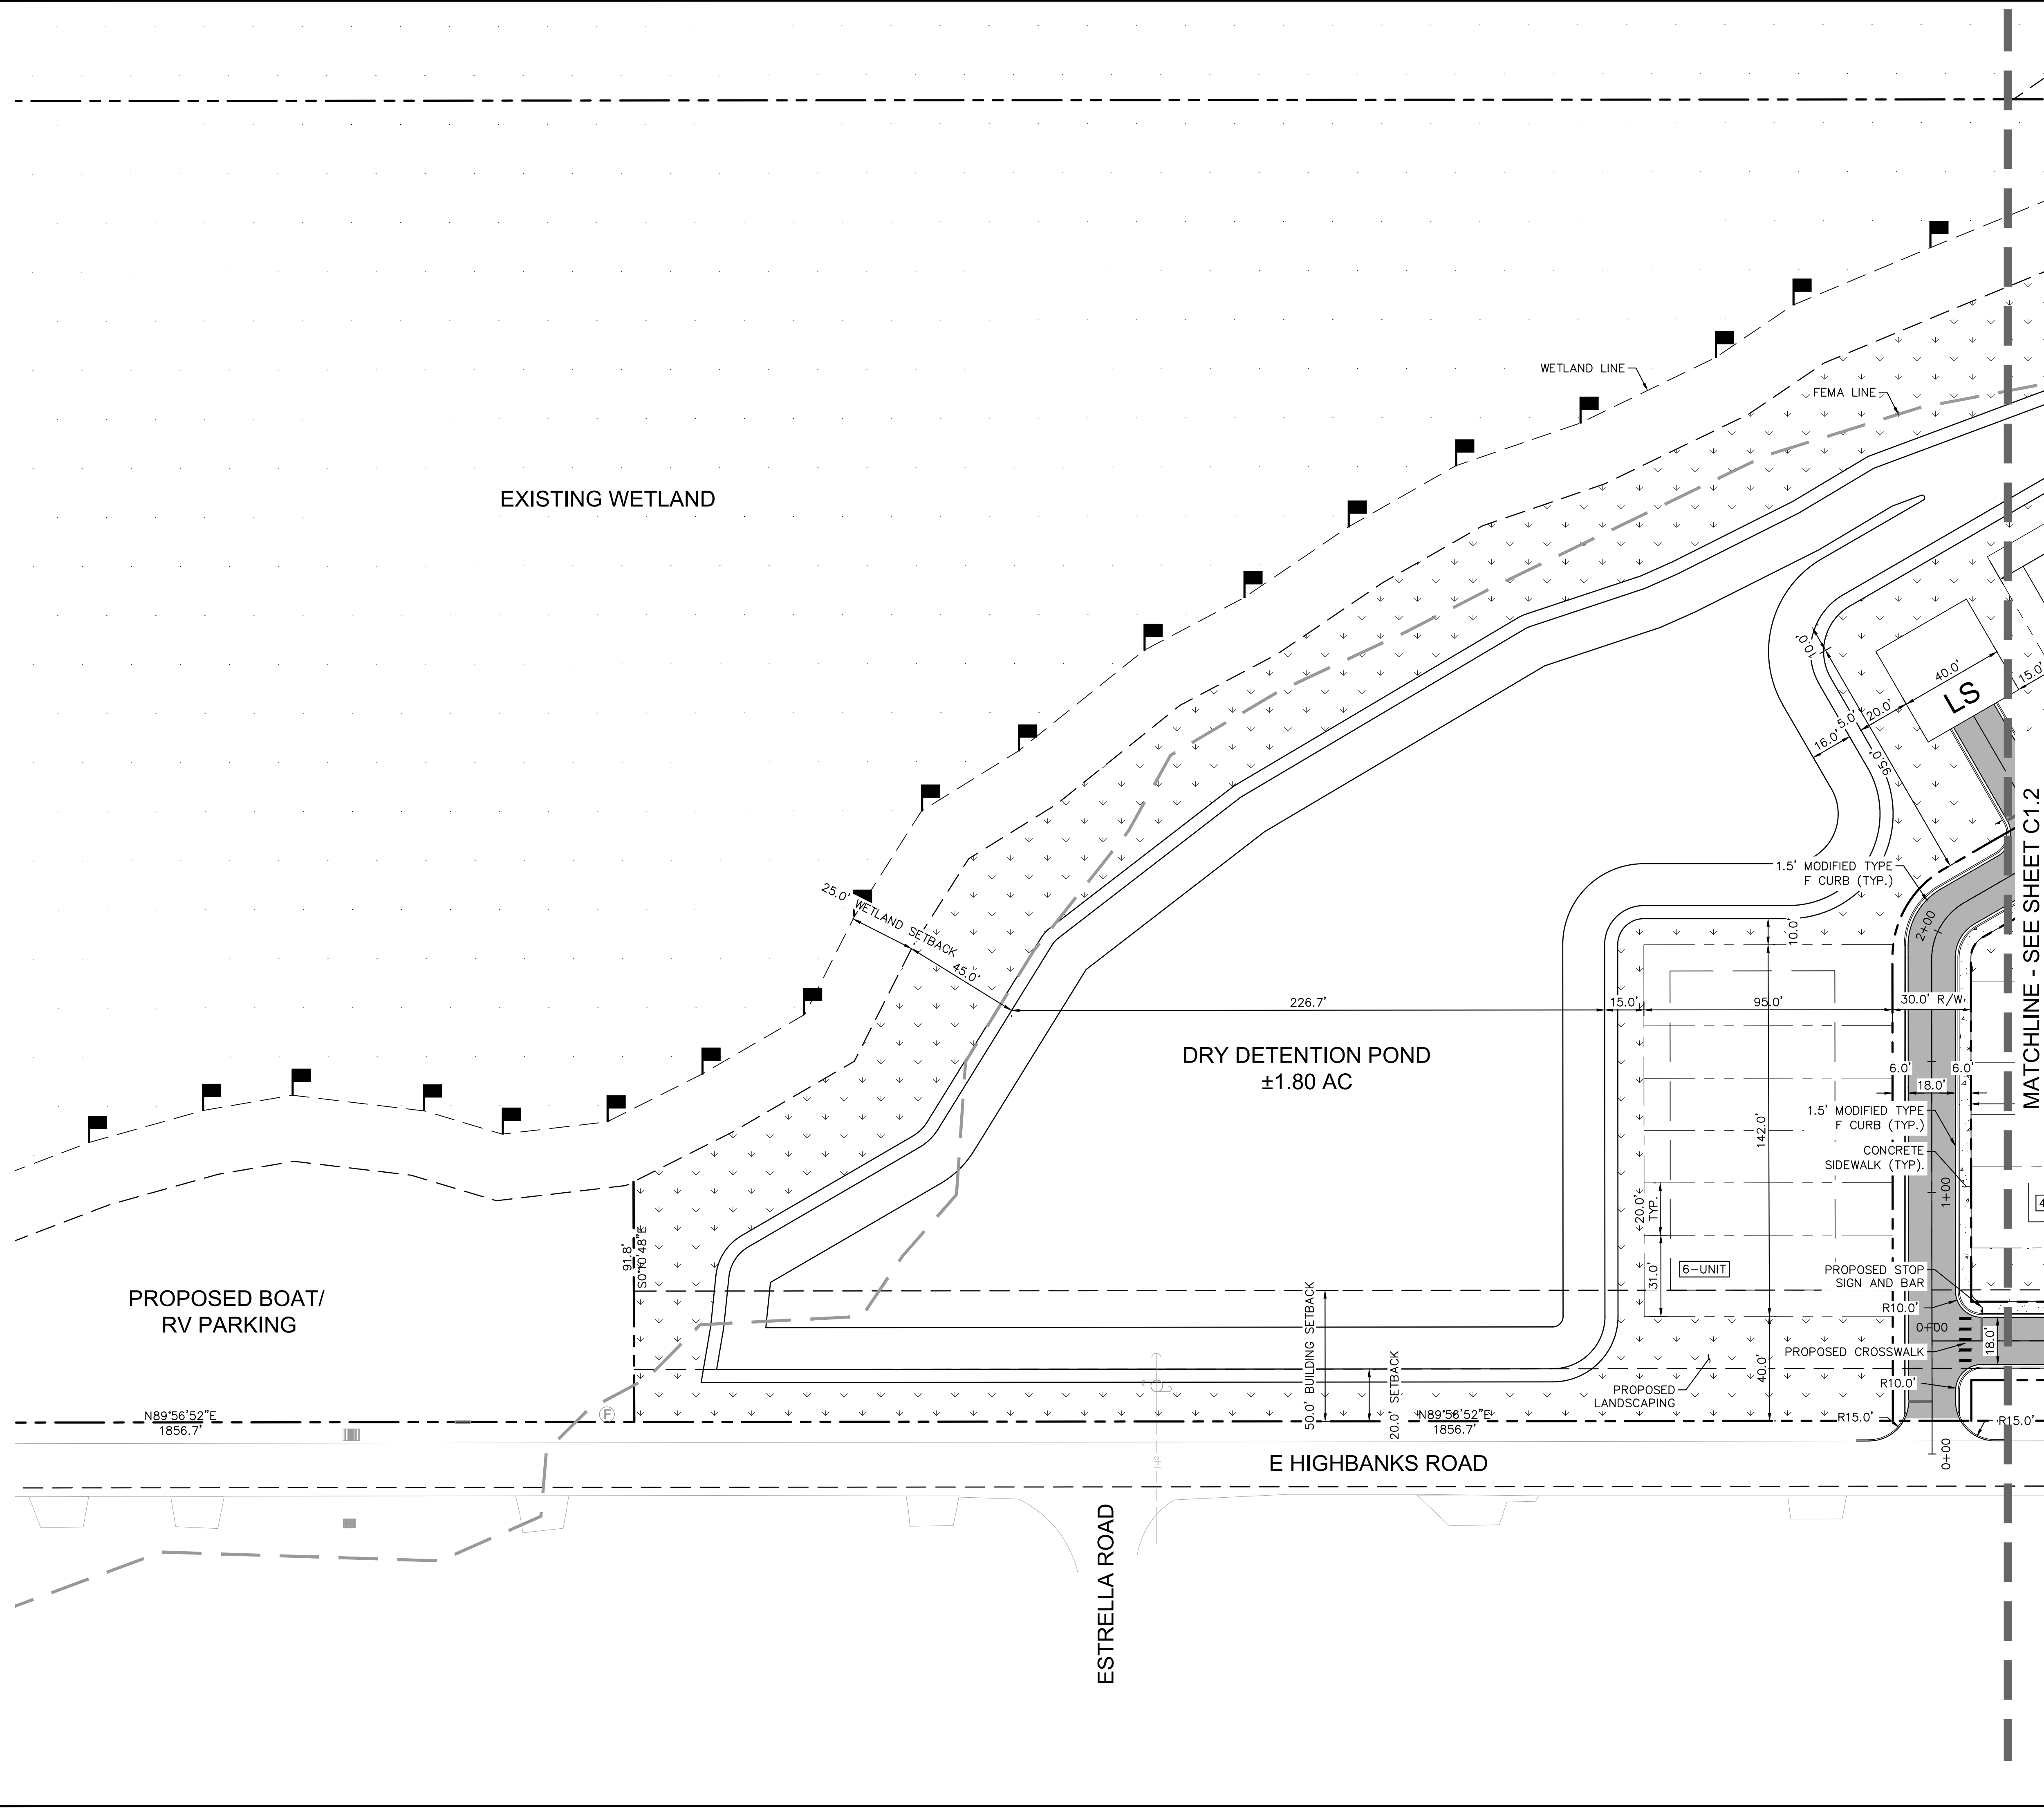 WETLAND LINE
FEMA LINE
EXISTING WETLAND
10.0'
40.0'
15.0'
LS
5.0'
20.0'
16.0'
95.0'
MATCHLINE - SEE SHEET C1.2
1.5' MODIFIED TYPE
F CURB (TYP.)
25.0' WETLAND SETBACK
45.0'
2+00
10.0'
226.7'
15.0'
95.0'
30.0' R/W
DRY DETENTION POND
±1.80 AC
6.0'
6.0'
18.0'
142.0'
1.5' MODIFIED TYPE
F CURB (TYP.)
CONCRETE
SIDEWALK (TYP).
1+00
20.0'
TYP.
4
91.8'
S0°10'48"E
31.0'
6-UNIT
PROPOSED STOP
SIGN AND BAR
PROPOSED BOAT/
RV PARKING
50.0' BUILDING SETBACK
R10.0'
0+00
18.0'
PROPOSED CROSSWALK
20.0' SETBACK
40.0'
R10.0'
PROPOSED
LANDSCAPING
N89°56'52"E
1856.7'
F
N89°56'52"E
1856.7'
R15.0'
R15.0'
0+00
E HIGHBANKS ROAD
ohl
ESTRELLA ROAD